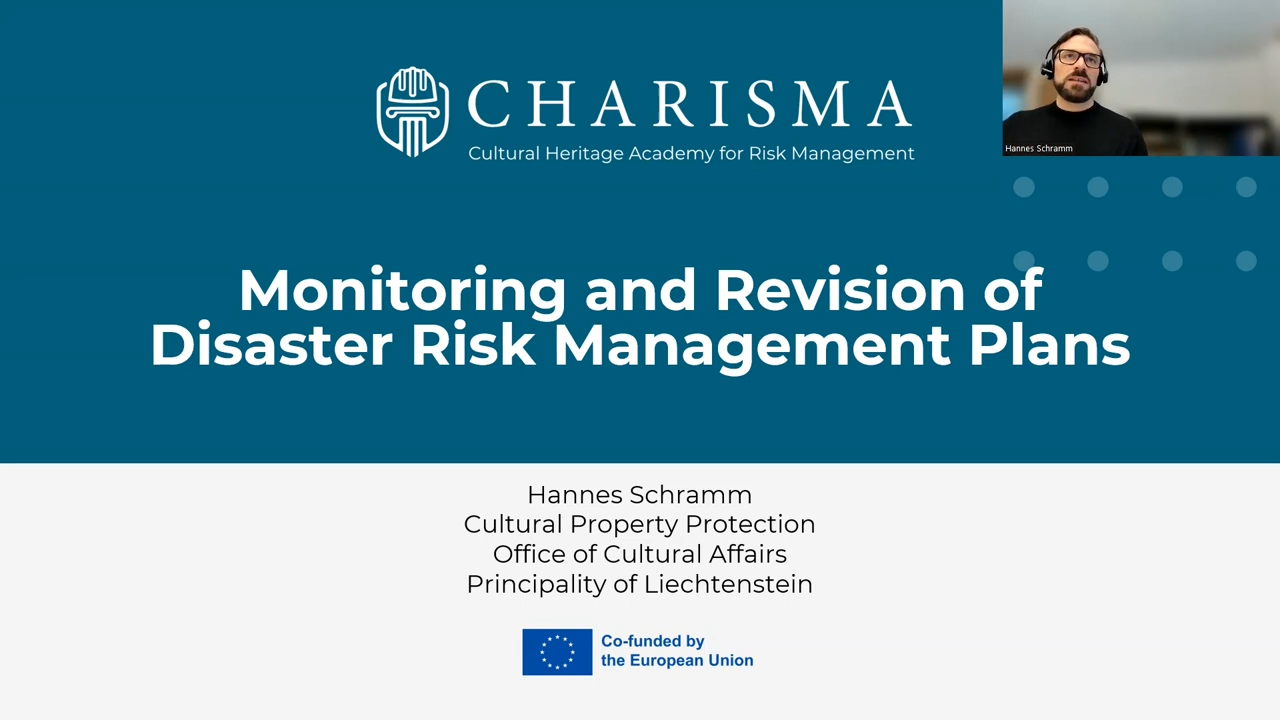 CHARISMA
Cultural Heritage Academy for Risk Management
Hannes Schramm
Monitoring and Revision of
Disaster Risk Management Plans
Hannes Schramm
Cultural Property Protection
Office of Cultural Affairs
Principality of Liechtenstein
Co-funded by
the European Union